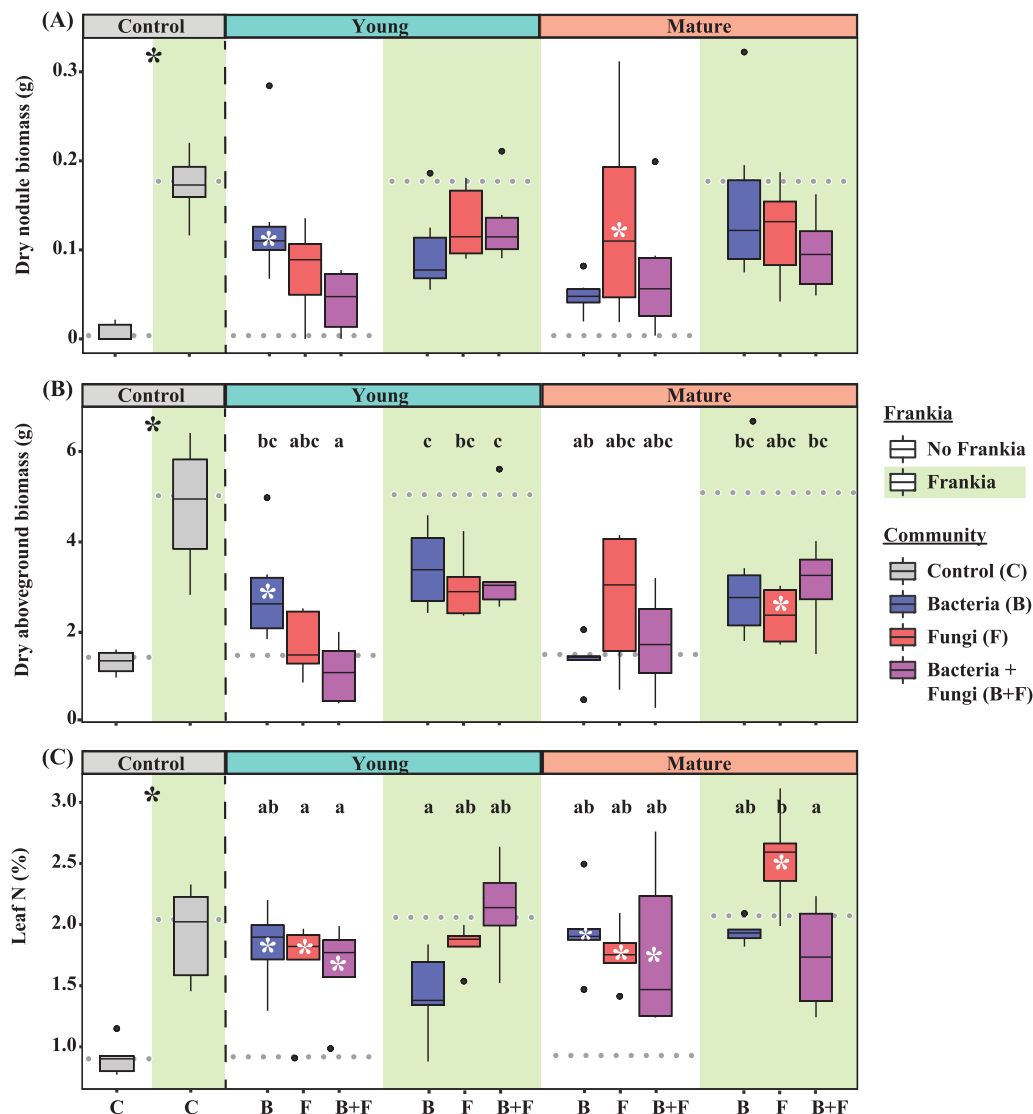 (A)
Control Young Mature
*
Dry nodule biomass (g)
0.3
0.2
0.1
0
* *
(B)
Control Young Mature
*
Dry aboveground biomass (g)
6
4
2
0
bc abc a c bc c ab abc abc bc abc bc
* *
(C)
Control Young Mature
*
Leaf N (%)
3.0
2.5
2.0
1.5
1.0
ab a a a ab ab ab ab ab ab b a
* * * * * * *
C C B F B+F B F B+F B F B+F B F B+F
Frankia
No Frankia
Frankia
Community
Control (C)
Bacteria (B)
Fungi (F)
Bacteria +
Fungi (B+F)